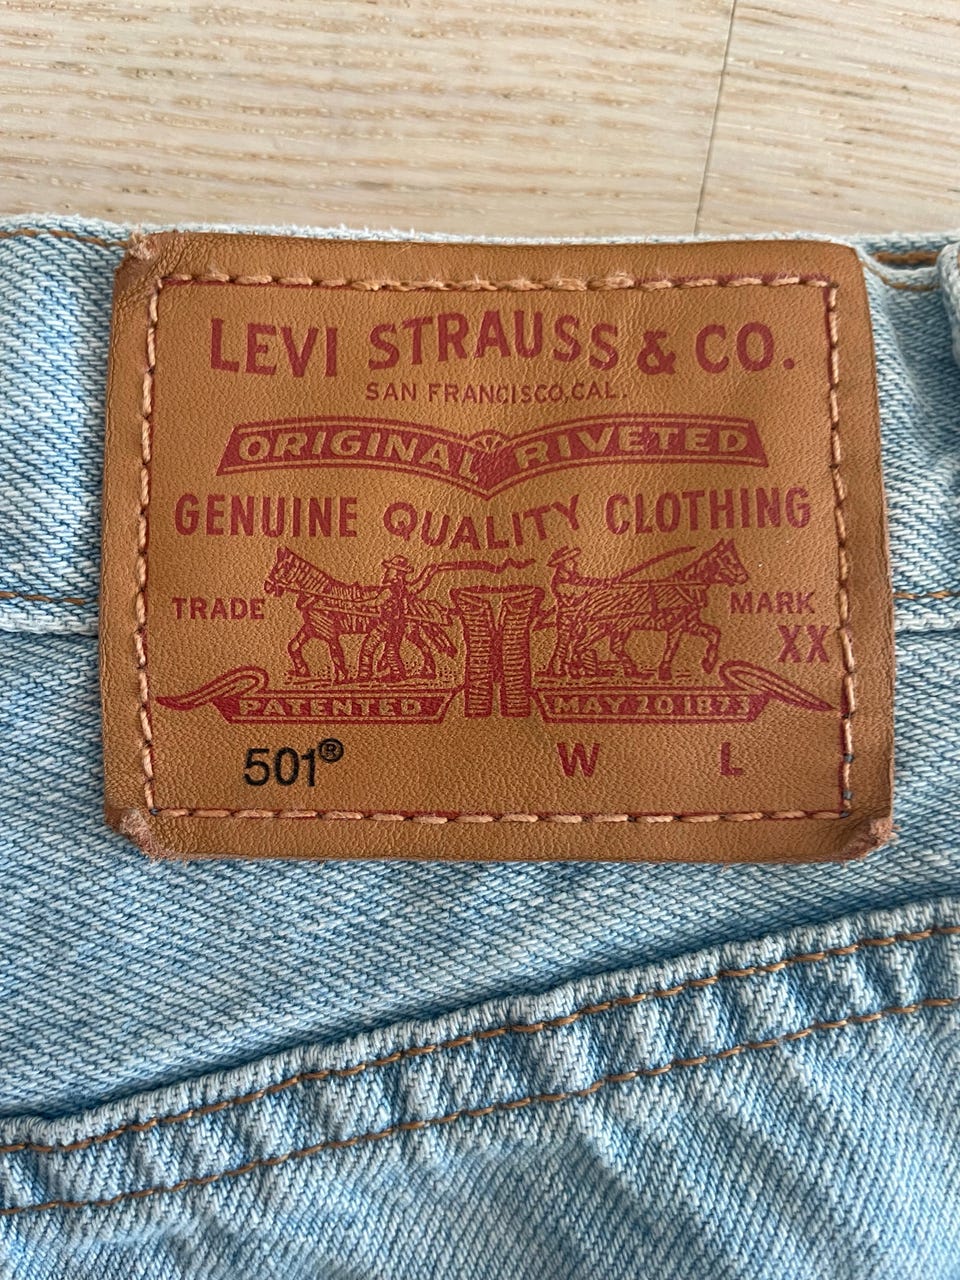 LEVI STRAUSS & CO.
SAN FRANCISCO, CAL.
ORIGINAL RIVETED
GENUINE QUALITY CLOTHING
TRADE MARK
XX
PATENTED MAY 20 1873
501® W L